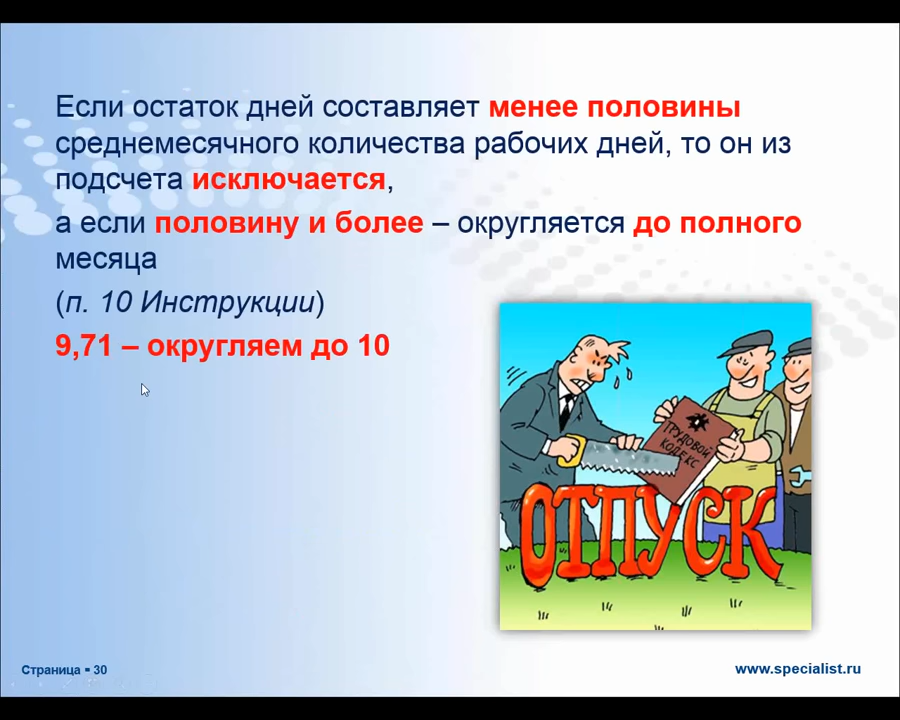 Если остаток дней составляет менее половины
среднемесячного количества рабочих дней, то он из
подсчета исключается,
а если половину и более – округляется до полного
месяца
(п. 10 Инструкции)
9,71 – округляем до 10
ТРУДОВОЙ
КОДЕКС
ОТПУСК
Страница ▪ 30
www.specialist.ru